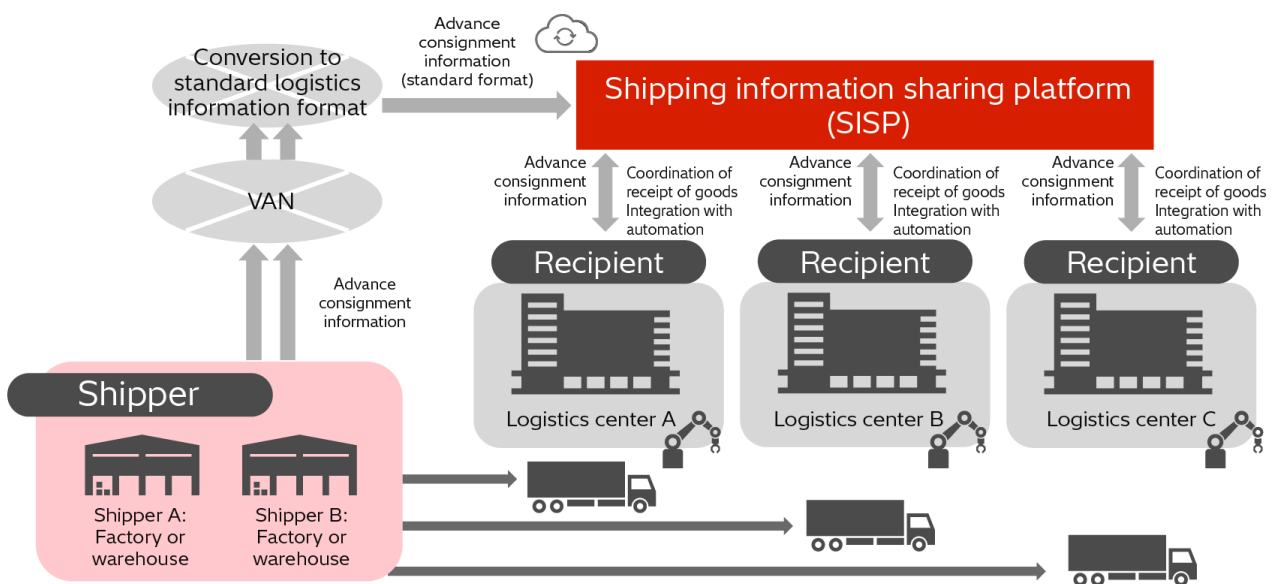 Conversion to
standard logistics
information format
Advance
consignment
information
(standard format)
Shipping information sharing platform
(SISP)
VAN
Advance
consignment
information
Advance
consignment
information
Coordination of
receipt of goods
Integration with
automation
Advance
consignment
information
Coordination of
receipt of goods
Integration with
automation
Advance
consignment
information
Coordination of
receipt of goods
Integration with
automation
Recipient
Recipient
Recipient
Logistics center A
Logistics center B
Logistics center C
Shipper
Shipper A:
Factory or
warehouse
Shipper B:
Factory or
warehouse